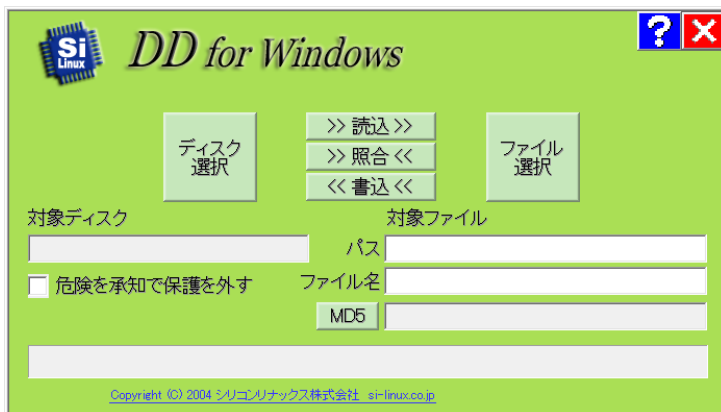 Si
Linux
DD for Windows
?
ディスク
選択
>> 読込 >>
>> 照合 <<
<< 書込 <<
ファイル
選択
対象ディスク
対象ファイル
パス
危険を承知で保護を外す
ファイル名
MD5
Copyright (C) 2004 シリコンリナックス株式会社 si-linux.co.jp